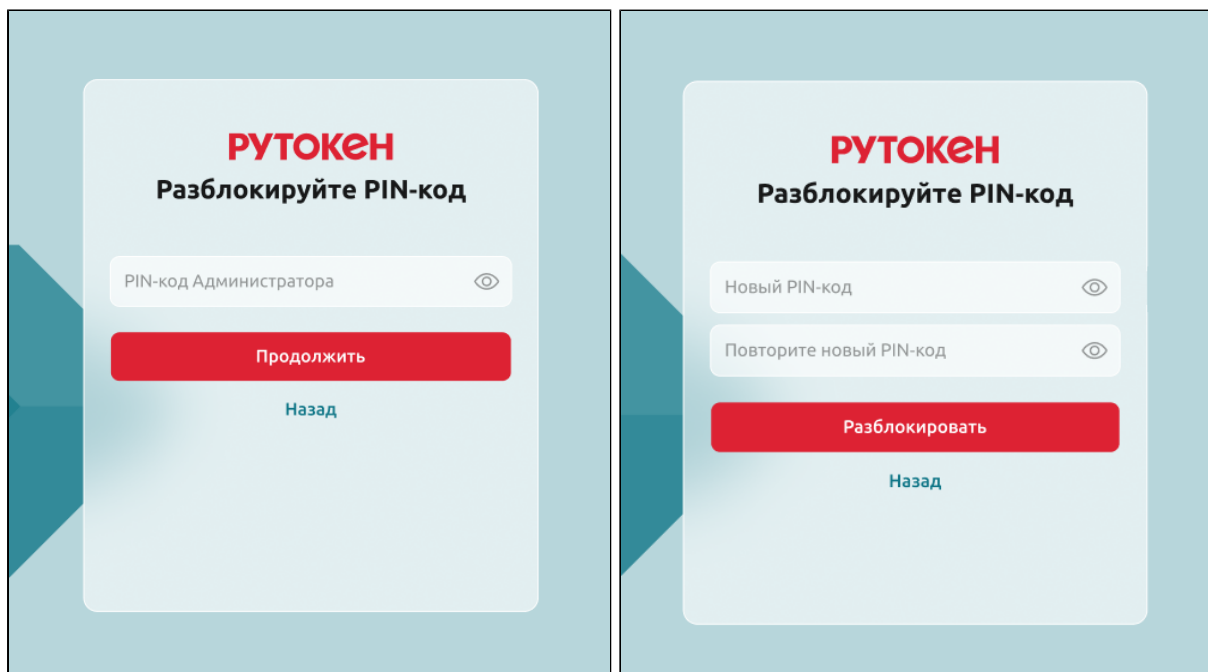 РУТОКЕН
Разблокируйте PIN-код
PIN-код Администратора
Продолжить
Назад
РУТОКЕН
Разблокируйте PIN-код
Новый PIN-код
Повторите новый PIN-код
Разблокировать
Назад